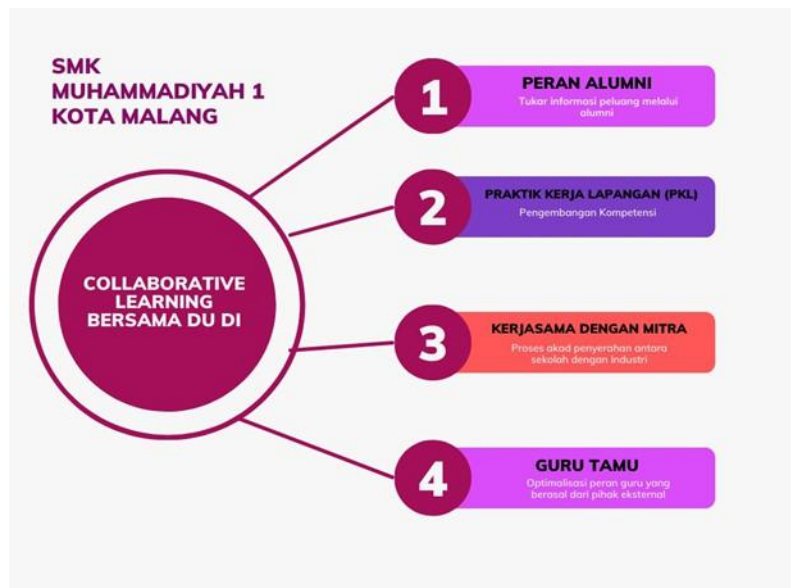 SMK
MUHAMMADIYAH 1
KOTA MALANG
COLLABORATIVE
LEARNING
BERSAMA DU DI
1
PERAN ALUMNI
Tukar informasi peluang melalui
alumni
2
PRAKTIK KERJA LAPANGAN (PKL)
Pengembangan Kompetensi
3
KERJASAMA DENGAN MITRA
Proses akad penyerahan antara
sekolah dengan industri
4
GURU TAMU
Optimalisasi peran guru yang
berasal dari pihak eksternal